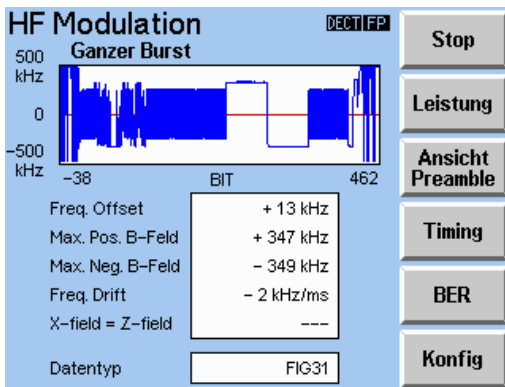 HF Modulation
DECT FP
Ganzer Burst
500
kHz
0
−500
kHz
−38 BIT 462
Freq. Offset + 13 kHz
Max. Pos. B−Feld + 347 kHz
Max. Neg. B−Feld − 349 kHz
Freq. Drift − 2 kHz/ms
X−field = Z−field −−−
Datentyp FIG31
Stop
Leistung
Ansicht
Preamble
Timing
BER
Konfig